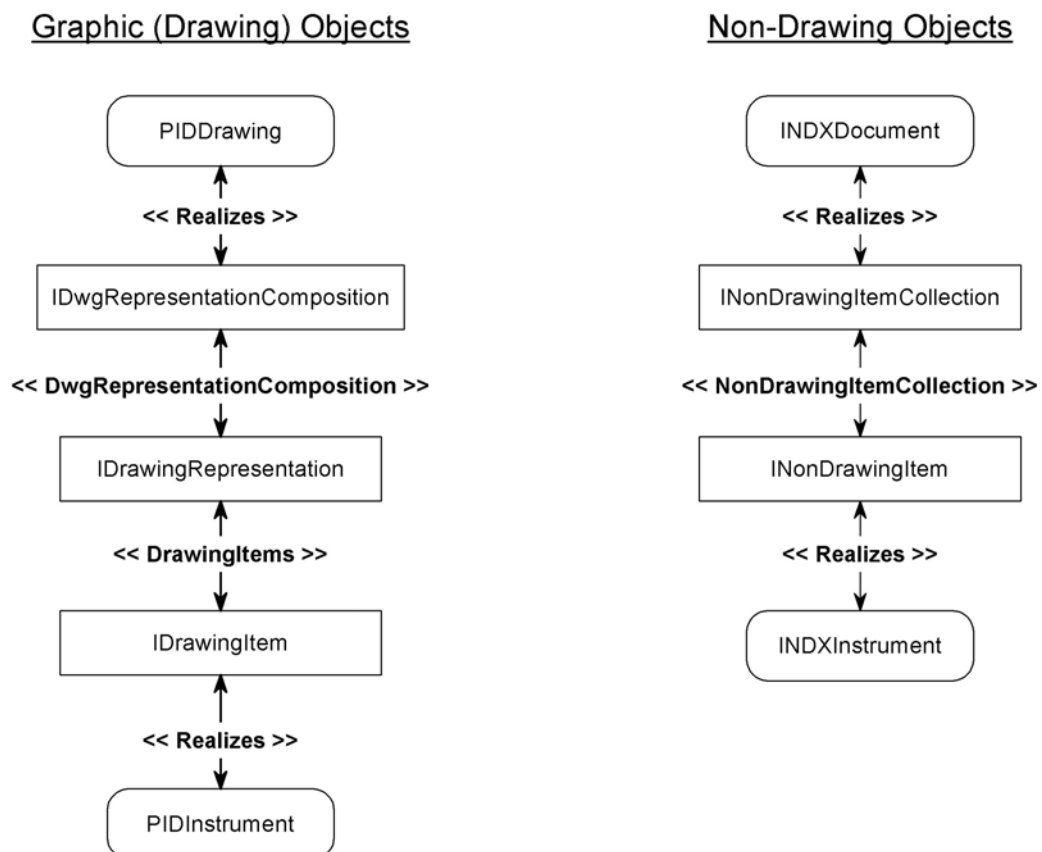 Graphic (Drawing) Objects
PIDDrawing
<< Realizes >>
IDwgRepresentationComposition
<< DwgRepresentationComposition >>
IDrawingRepresentation
<< DrawingItems >>
IDrawingItem
<< Realizes >>
PIDInstrument
Non-Drawing Objects
INDXDocument
<< Realizes >>
INonDrawingItemCollection
<< NonDrawingItemCollection >>
INonDrawingItem
<< Realizes >>
INDXInstrument